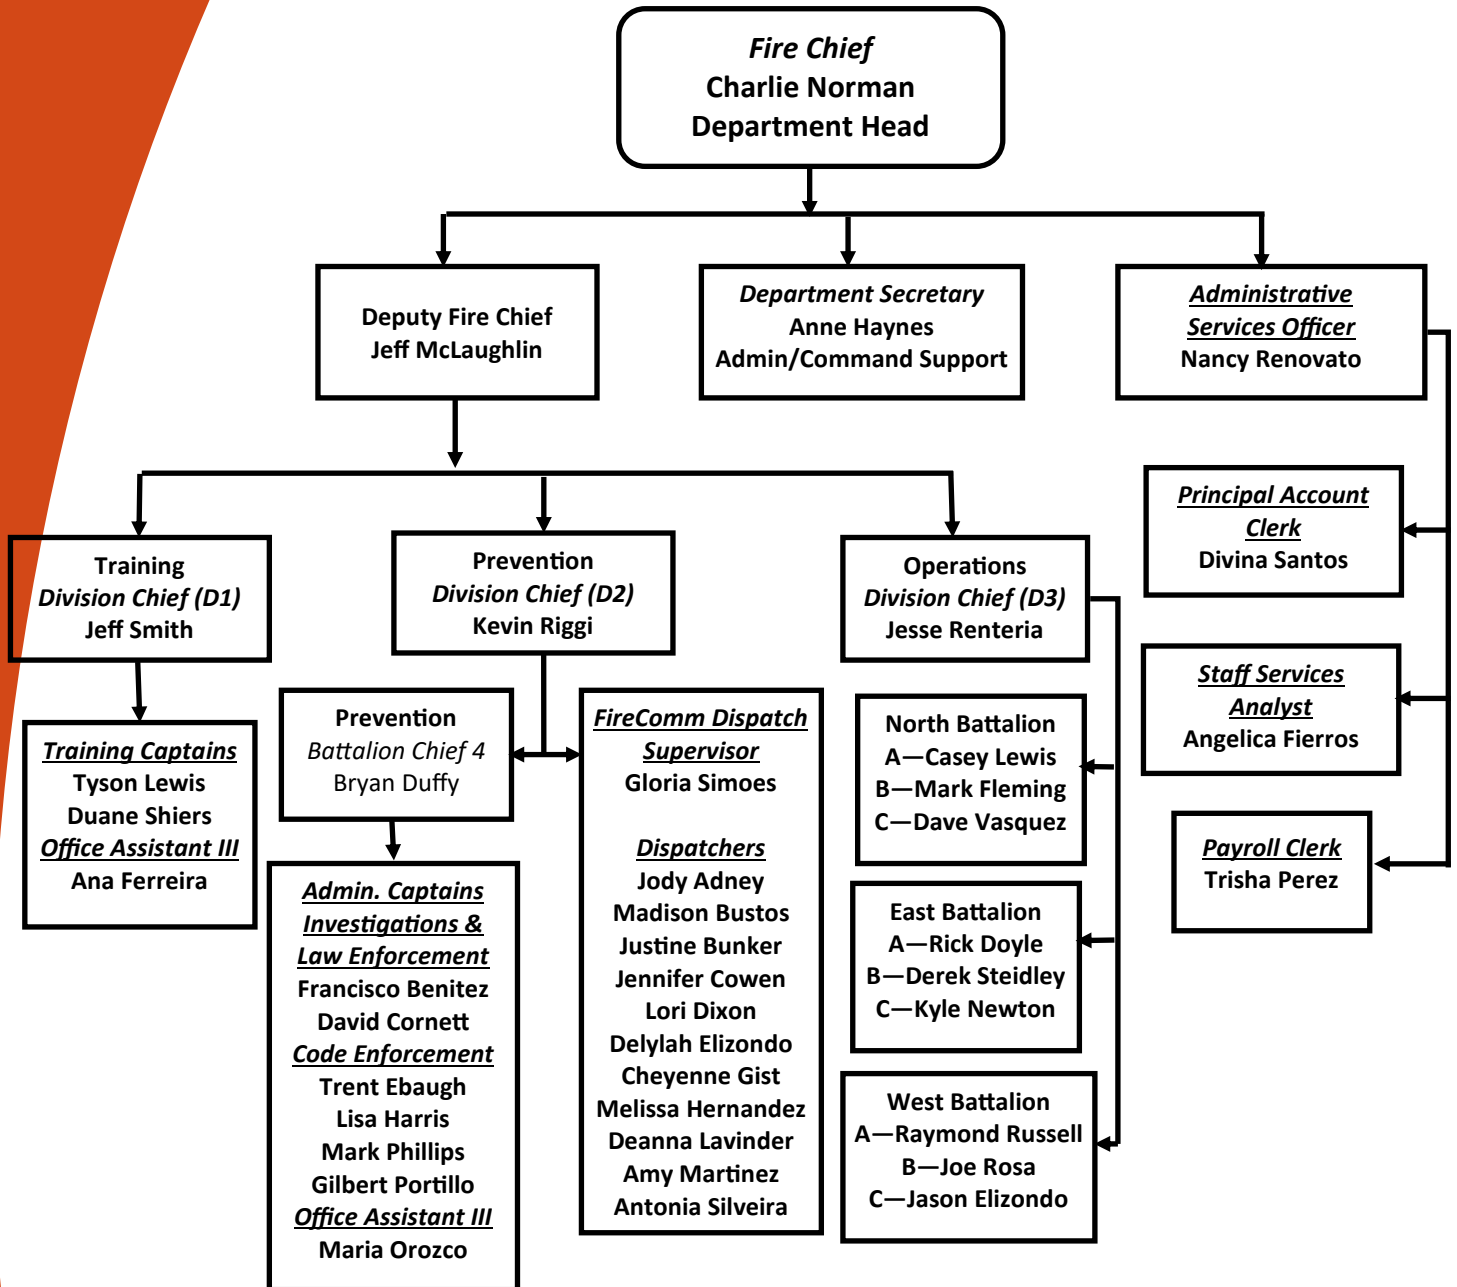 Fire Chief
Charlie Norman
Department Head
Deputy Fire Chief
Jeff McLaughlin
Department Secretary
Anne Haynes
Admin/Command Support
Administrative
Services Officer
Nancy Renovato
Principal Account
Clerk
Divina Santos
Staff Services
Analyst
Angelica Fierros
Payroll Clerk
Trisha Perez
Training
Division Chief (D1)
Jeff Smith
Prevention
Division Chief (D2)
Kevin Riggi
Operations
Division Chief (D3)
Jesse Renteria
Training Captains
Tyson Lewis
Duane Shiers
Office Assistant III
Ana Ferreira
Prevention
Battalion Chief 4
Bryan Duffy
Admin. Captains
Investigations &
Law Enforcement
Francisco Benitez
David Cornett
Code Enforcement
Trent Ebaugh
Lisa Harris
Mark Phillips
Gilbert Portillo
Office Assistant III
Maria Orozco
FireComm Dispatch
Supervisor
Gloria Simoes
Dispatchers
Jody Adney
Madison Bustos
Justine Bunker
Jennifer Cowen
Lori Dixon
Delylah Elizondo
Cheyenne Gist
Melissa Hernandez
Deanna Lavinder
Amy Martinez
Antonia Silveira
North Battalion
A—Casey Lewis
B—Mark Fleming
C—Dave Vasquez
East Battalion
A—Rick Doyle
B—Derek Steidley
C—Kyle Newton
West Battalion
A—Raymond Russell
B—Joe Rosa
C—Jason Elizondo